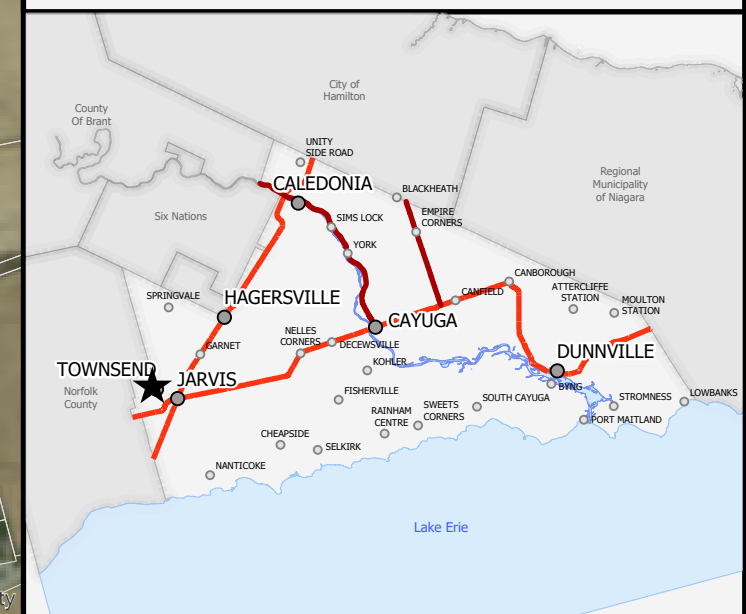 City of
Hamilton
County
Of Brant
UNITY
SIDE ROAD
Regional
Municipality
of Niagara
CALEDONIA
BLACKHEATH
Six Nations
SIMS LOCK
EMPIRE
CORNERS
YORK
CANBOROUGH
SPRINGVALE
HAGERSVILLE
CANFIELD
ATTERCLIFFE
STATION
MOULTON
STATION
CAYUGA
NELLES
CORNERS
DECEWSVILLE
GARNET
DUNNVILLE
KOHLER
TOWNSEND
JARVIS
Norfolk
County
BYNG
FISHERVILLE
LOWBANKS
STROMNESS
SOUTH CAYUGA
SWEETS
CORNERS
RAINHAM
CENTRE
PORT MAITLAND
CHEAPSIDE
SELKIRK
NANTICOKE
Lake Erie
ty